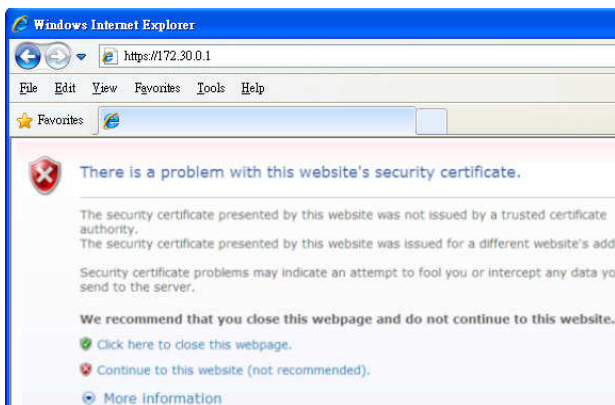 Windows Internet Explorer
https://172.30.0.1
File Edit View Favorites Tools Help
Favorites
There is a problem with this website's security certificate.
The security certificate presented by this website was not issued by a trusted certificate
authority.
The security certificate presented by this website was issued for a different website's add
Security certificate problems may indicate an attempt to fool you or intercept any data yo
send to the server.
We recommend that you close this webpage and do not continue to this website.
Click here to close this webpage.
Continue to this website (not recommended).
More information